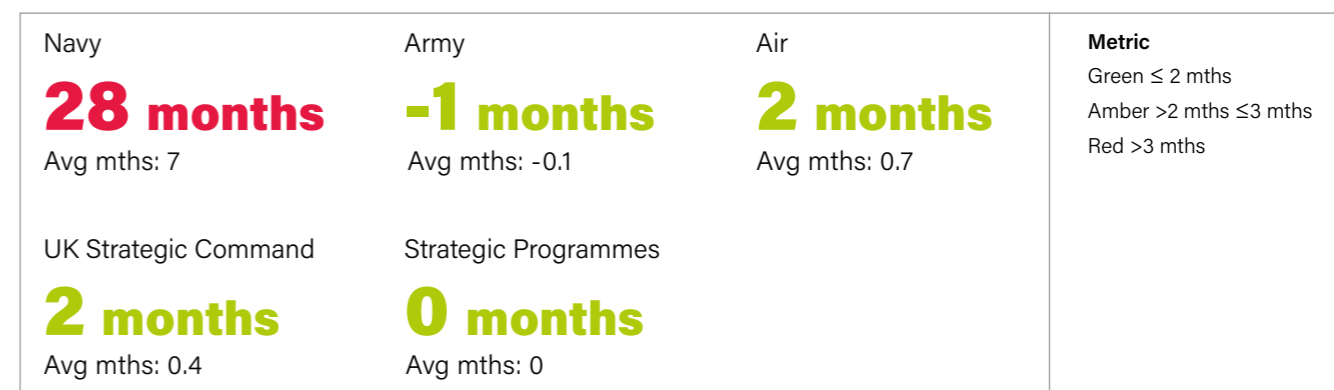 Navy
28 months
Avg mths: 7
Army
-1 months
Avg mths: -0.1
Air
2 months
Avg mths: 0.7
UK Strategic Command
2 months
Avg mths: 0.4
Strategic Programmes
0 months
Avg mths: 0
Metric
Green ≤ 2 mths
Amber >2 mths ≤3 mths
Red >3 mths